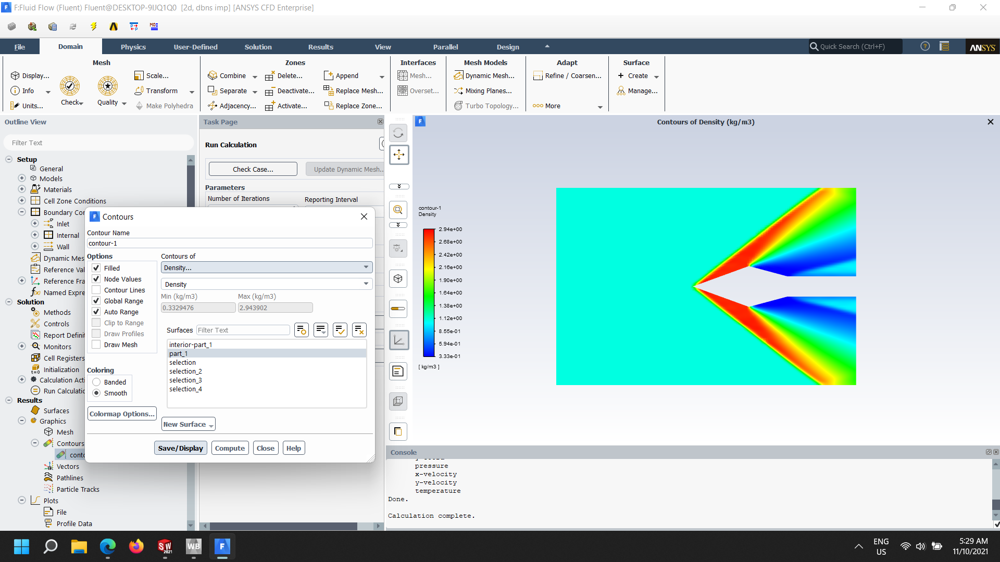 F:Fluid Flow (Fluent) Fluent@DESKTOP-9IJQ1Q0 [2d, dbns imp] [ANSYS CFD Enterprise]
File Domain Physics User-Defined Solution Results View Parallel Design Quick Search (Ctrl+F) ANSYS
Mesh Zones Interfaces Mesh Models Adapt Surface
Display... Scale... Combine Delete... Append Mesh... Dynamic Mesh... Refine / Coarsen... Create
Info Check Quality Transform Separate Deactivate... Replace Mesh... Overset... Mixing Planes... Manage...
Units... Make Polyhedra Adjacency... Activate... Replace Zone... Turbo Topology... More
Outline View
Filter Text
Setup
General
Models
Materials
Cell Zone Conditions
Boundary Con
Inlet
Internal
Wall
Dynamic Mes
Reference Val
Reference Fra
Named Expre
Solution
Methods
Controls
Report Definit
Monitors
Cell Registers
Initialization
Calculation Acti
Run Calculatio
Results
Surfaces
Graphics
Mesh
Contours
conto
Vectors
Pathlines
Particle Tracks
Plots
File
Profile Data
Task Page
Run Calculation
Check Case... Update Dynamic Mesh..
Parameters
Number of Iterations Reporting Interval
Contours
Contour Name
contour-1
Options
Filled
Node Values
Contour Lines
Global Range
Auto Range
Clip to Range
Draw Profiles
Draw Mesh
Coloring
Banded
Smooth
Colormap Options...
Contours of
Density...
Density
Min (kg/m3) Max (kg/m3)
0.3329476 2.943902
Surfaces Filter Text
interior-part_1
part_1
selection
selection_2
selection_3
selection_4
New Surface
Save/Display Compute Close Help
Contours of Density (kg/m3)
contour-1
Density
2.94e+00
2.68e+00
2.42e+00
2.16e+00
1.90e+00
1.64e+00
1.38e+00
1.12e+00
8.55e-01
5.94e-01
3.33e-01
[ kg/m3 ]
Console
pressure
x-velocity
y-velocity
temperature
Done.
Calculation complete.
ENG
US
5:29 AM
11/10/2021